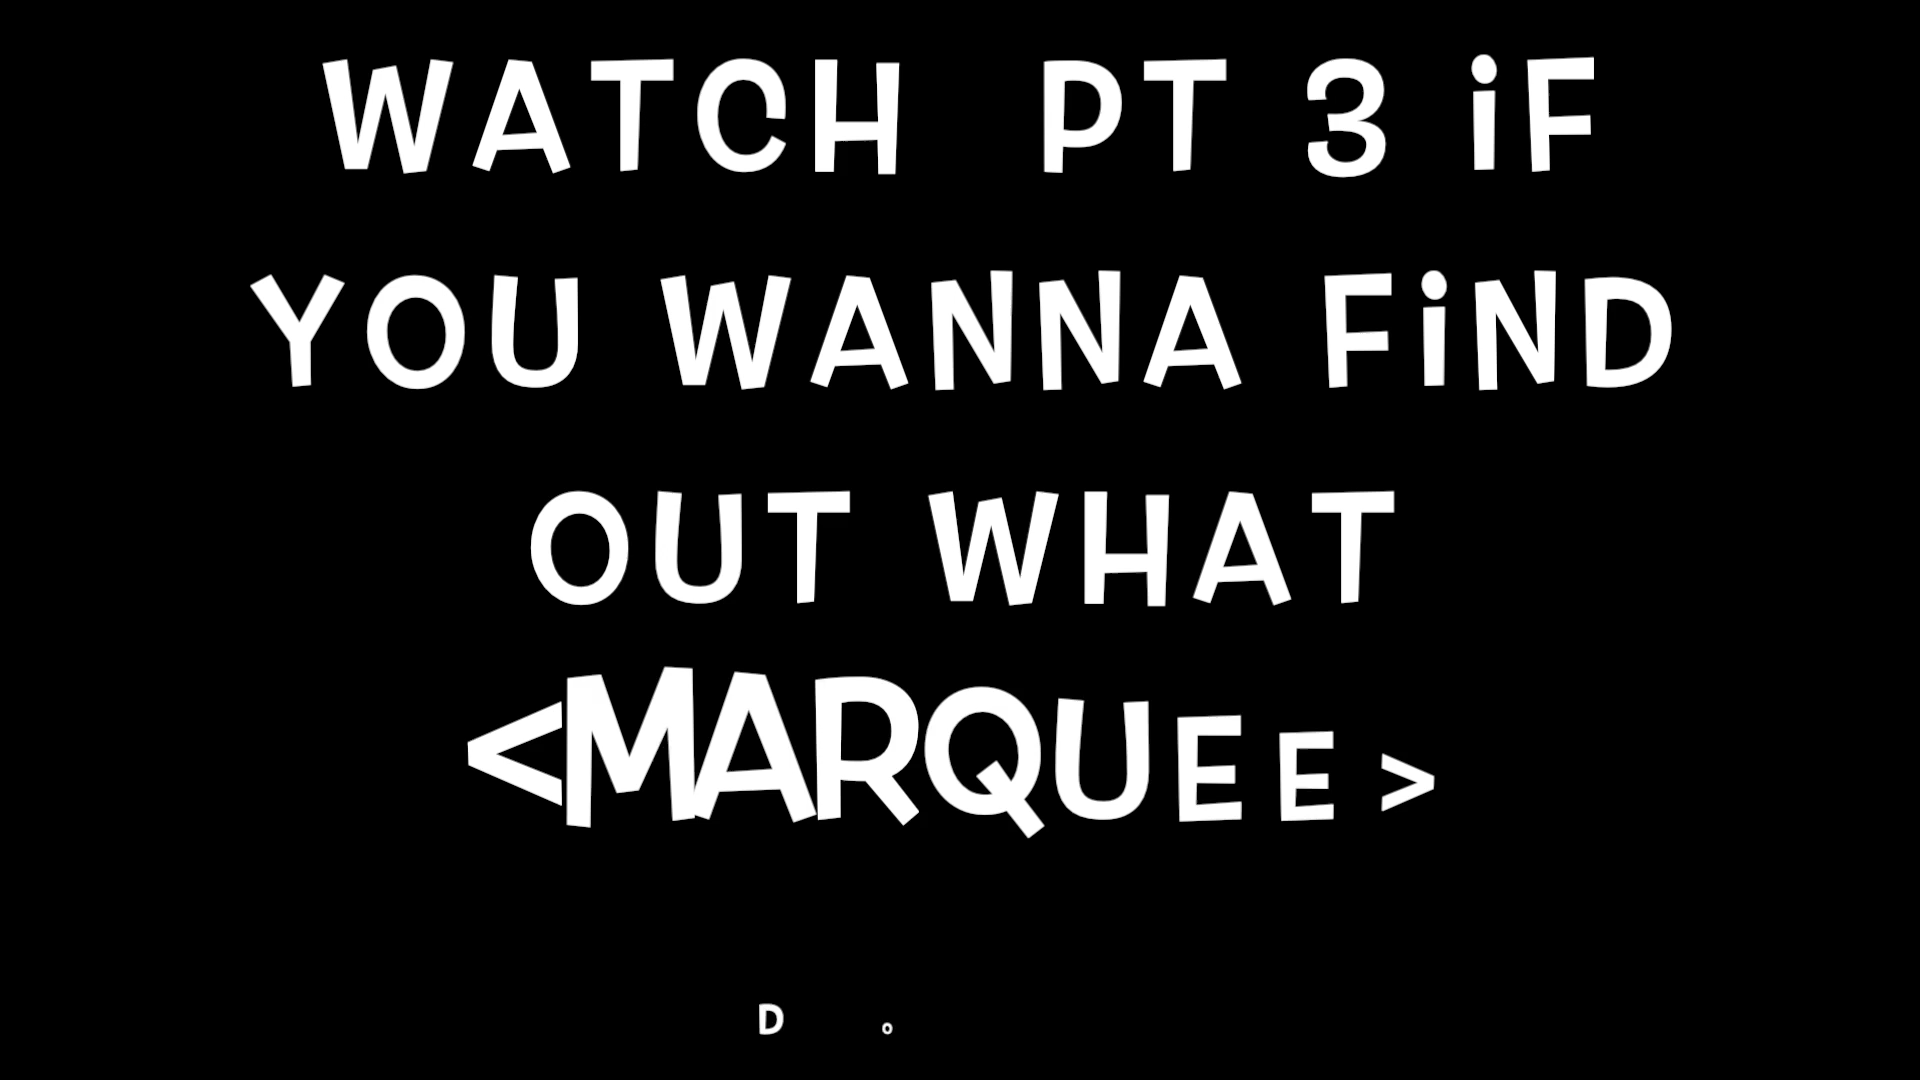 WATCH PT 3 iF
YOU WANNA FiND
OUT WHAT
<MARQUEE>
D o